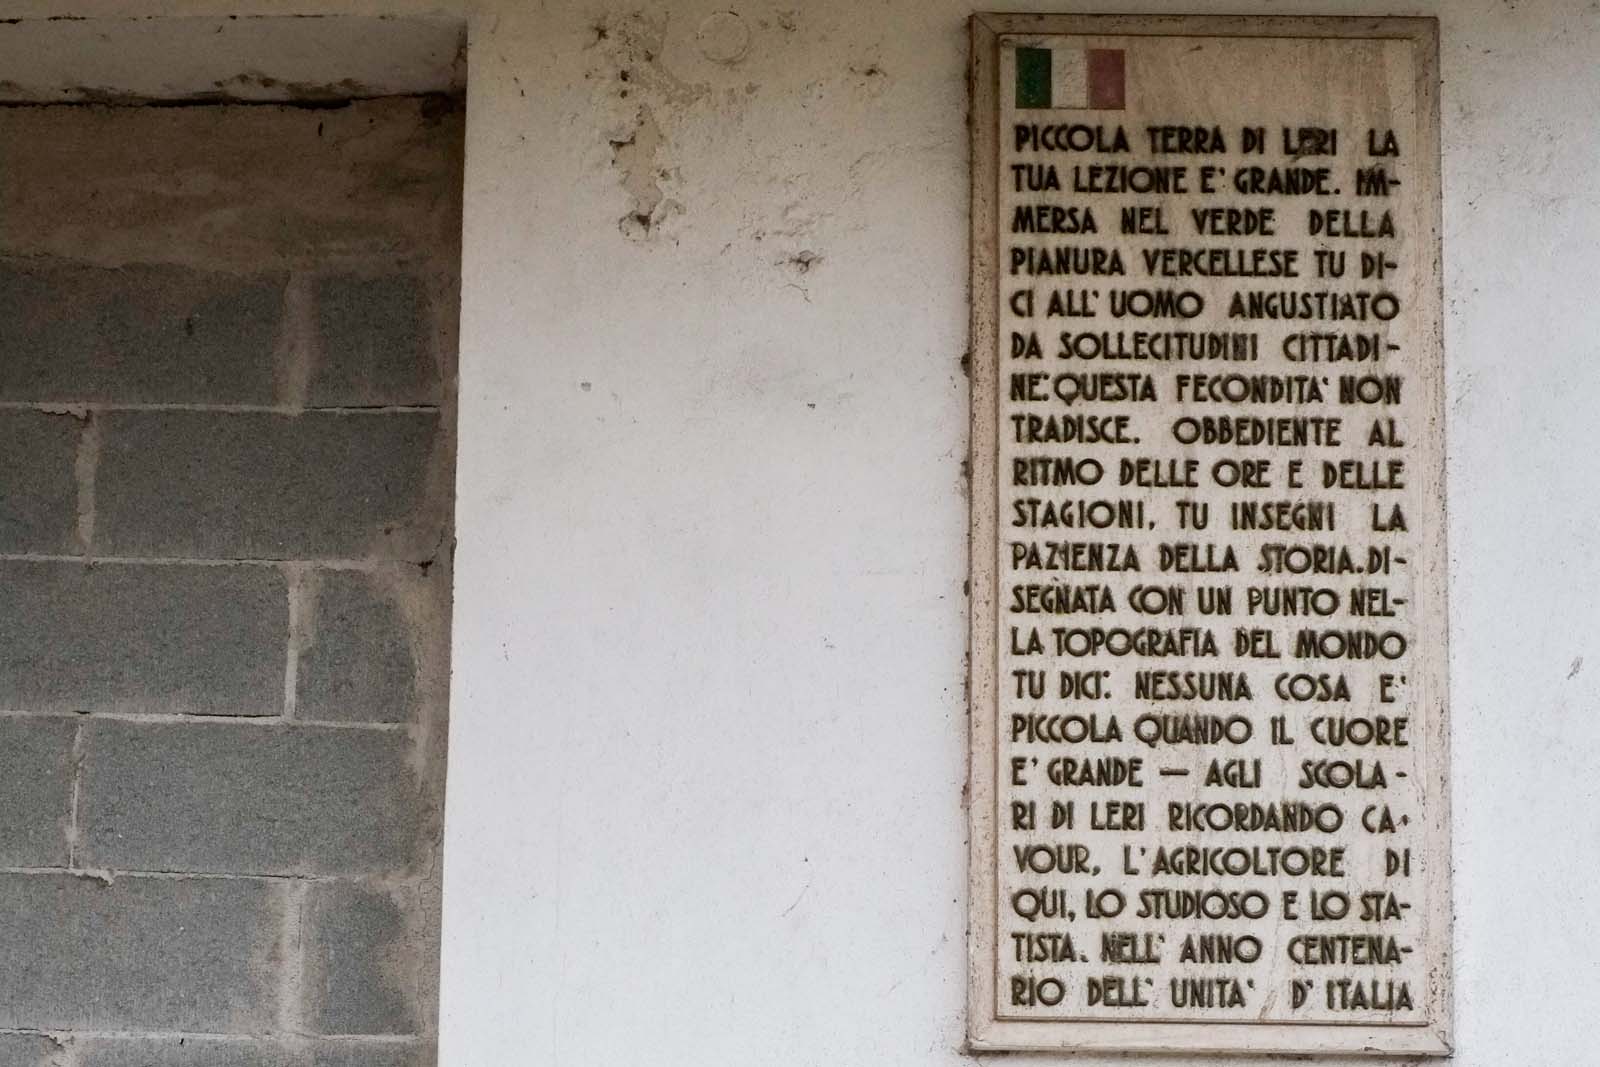 PICCOLA TERRA DI LERI LA
TUA LEZIONE E' GRANDE. IM-
MERSA NEL VERDE DELLA
PIANURA VERCELLESE TU DI-
CI ALL' UOMO ANGUSTIATO
DA SOLLECITUDINI CITTADI-
NE: QUESTA FECONDITA' NON
TRADISCE. OBBEDIENTE AL
RITMO DELLE ORE E DELLE
STAGIONI, TU INSEGNI LA
PAZIENZA DELLA STORIA. DI-
SEGNATA CON UN PUNTO NEL-
LA TOPOGRAFIA DEL MONDO
TU DICI: NESSUNA COSA E'
PICCOLA QUANDO IL CUORE
E' GRANDE — AGLI SCOLA-
RI DI LERI RICORDANDO CA-
VOUR, L'AGRICOLTORE DI
QUI, LO STUDIOSO E LO STA-
TISTA. NELL' ANNO CENTENA-
RIO DELL' UNITA' D' ITALIA